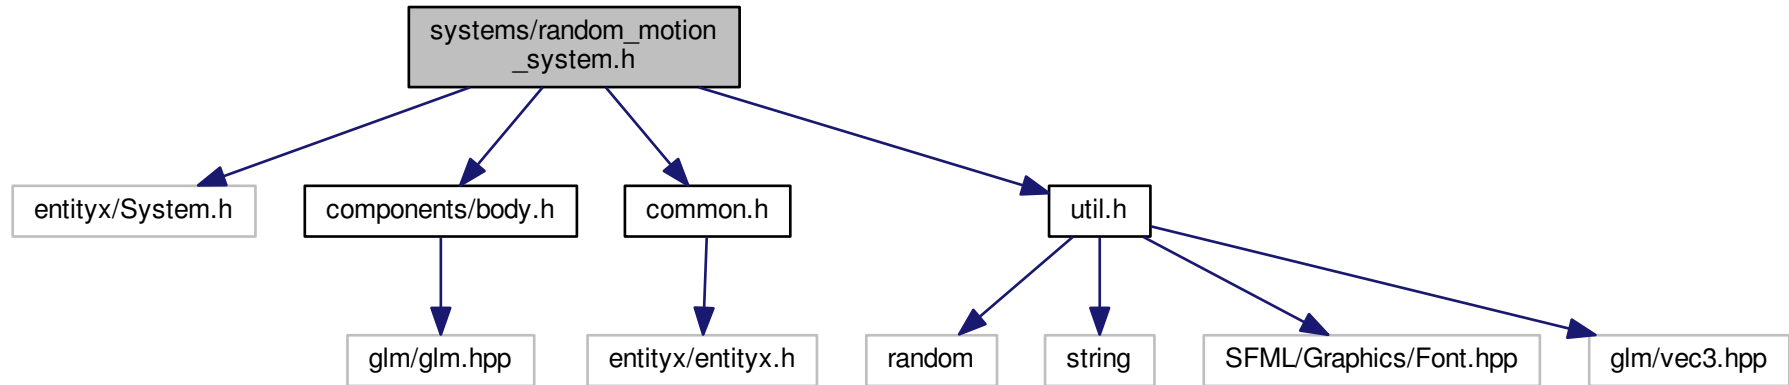 systems/random_motion
_system.h
entityx/System.h
components/body.h
common.h
util.h
glm/glm.hpp
entityx/entityx.h
random
string
SFML/Graphics/Font.hpp
glm/vec3.hpp